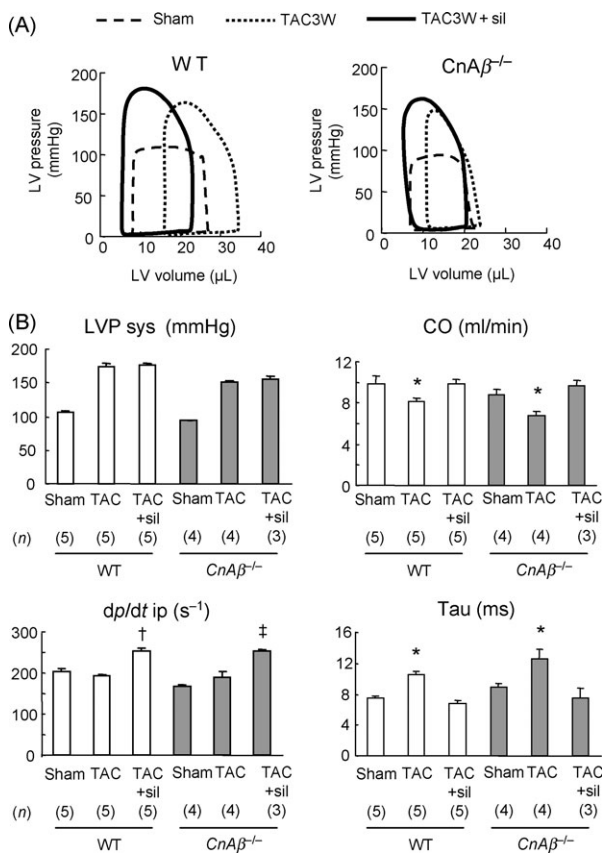 (A)
Sham TAC3W TAC3W + sil
WT
CnAβ−/−
LV pressure
(mmHg)
200
150
100
50
0
0 10 20 30 40
LV volume (µL)
LV pressure
(mmHg)
200
150
100
50
0
0 10 20 30 40
LV volume (µL)
(B)
LVP sys (mmHg)
200
150
100
50
0
Sham TAC TAC Sham TAC TAC
+sil +sil
(n) (5) (5) (5) (4) (4) (3)
WT CnAβ−/−
CO (ml/min)
12
10
8
6
4
2
0
* *
Sham TAC TAC Sham TAC TAC
+sil +sil
(5) (5) (5) (4) (4) (3)
WT CnAβ−/−
dp/dt ip (s−1)
300
250
200
150
100
50
0
† ‡
Sham TAC TAC Sham TAC TAC
+sil +sil
(n) (5) (5) (5) (4) (4) (3)
WT CnAβ−/−
Tau (ms)
16
12
8
4
0
* *
Sham TAC TAC Sham TAC TAC
+sil +sil
(5) (5) (5) (4) (4) (3)
WT CnAβ−/−